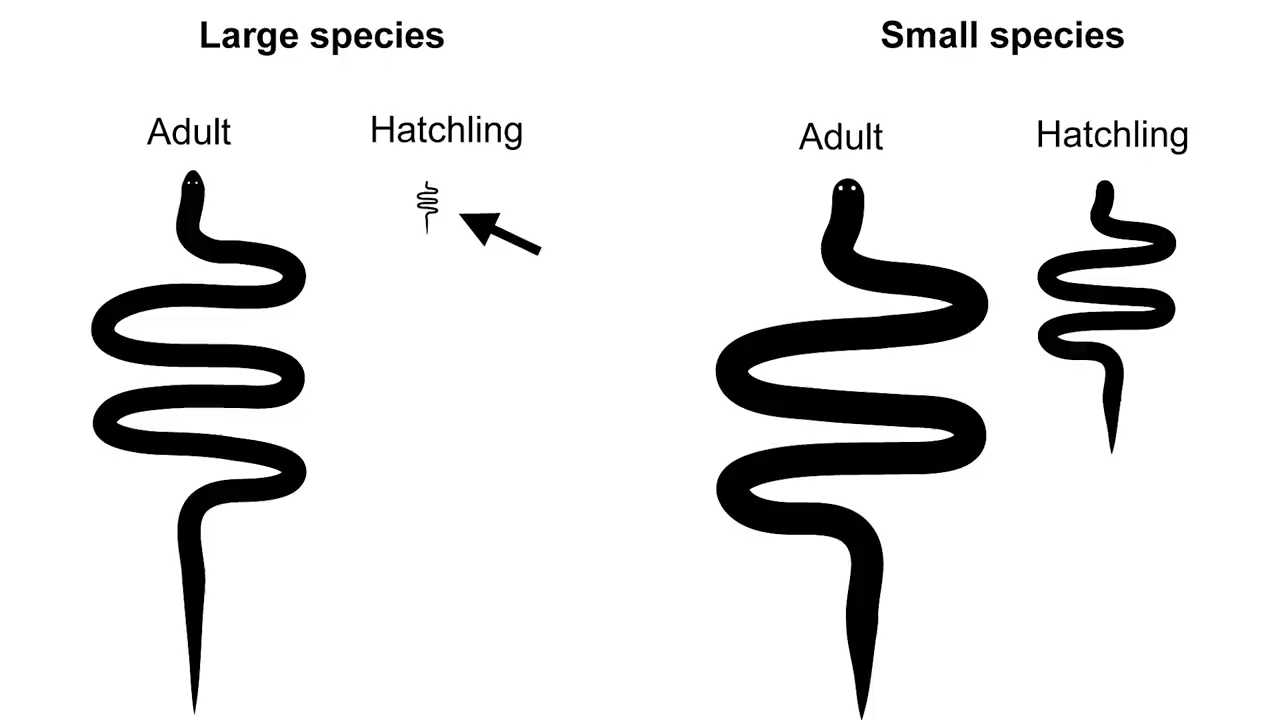 Large species
Small species
Adult
Hatchling
Adult
Hatchling